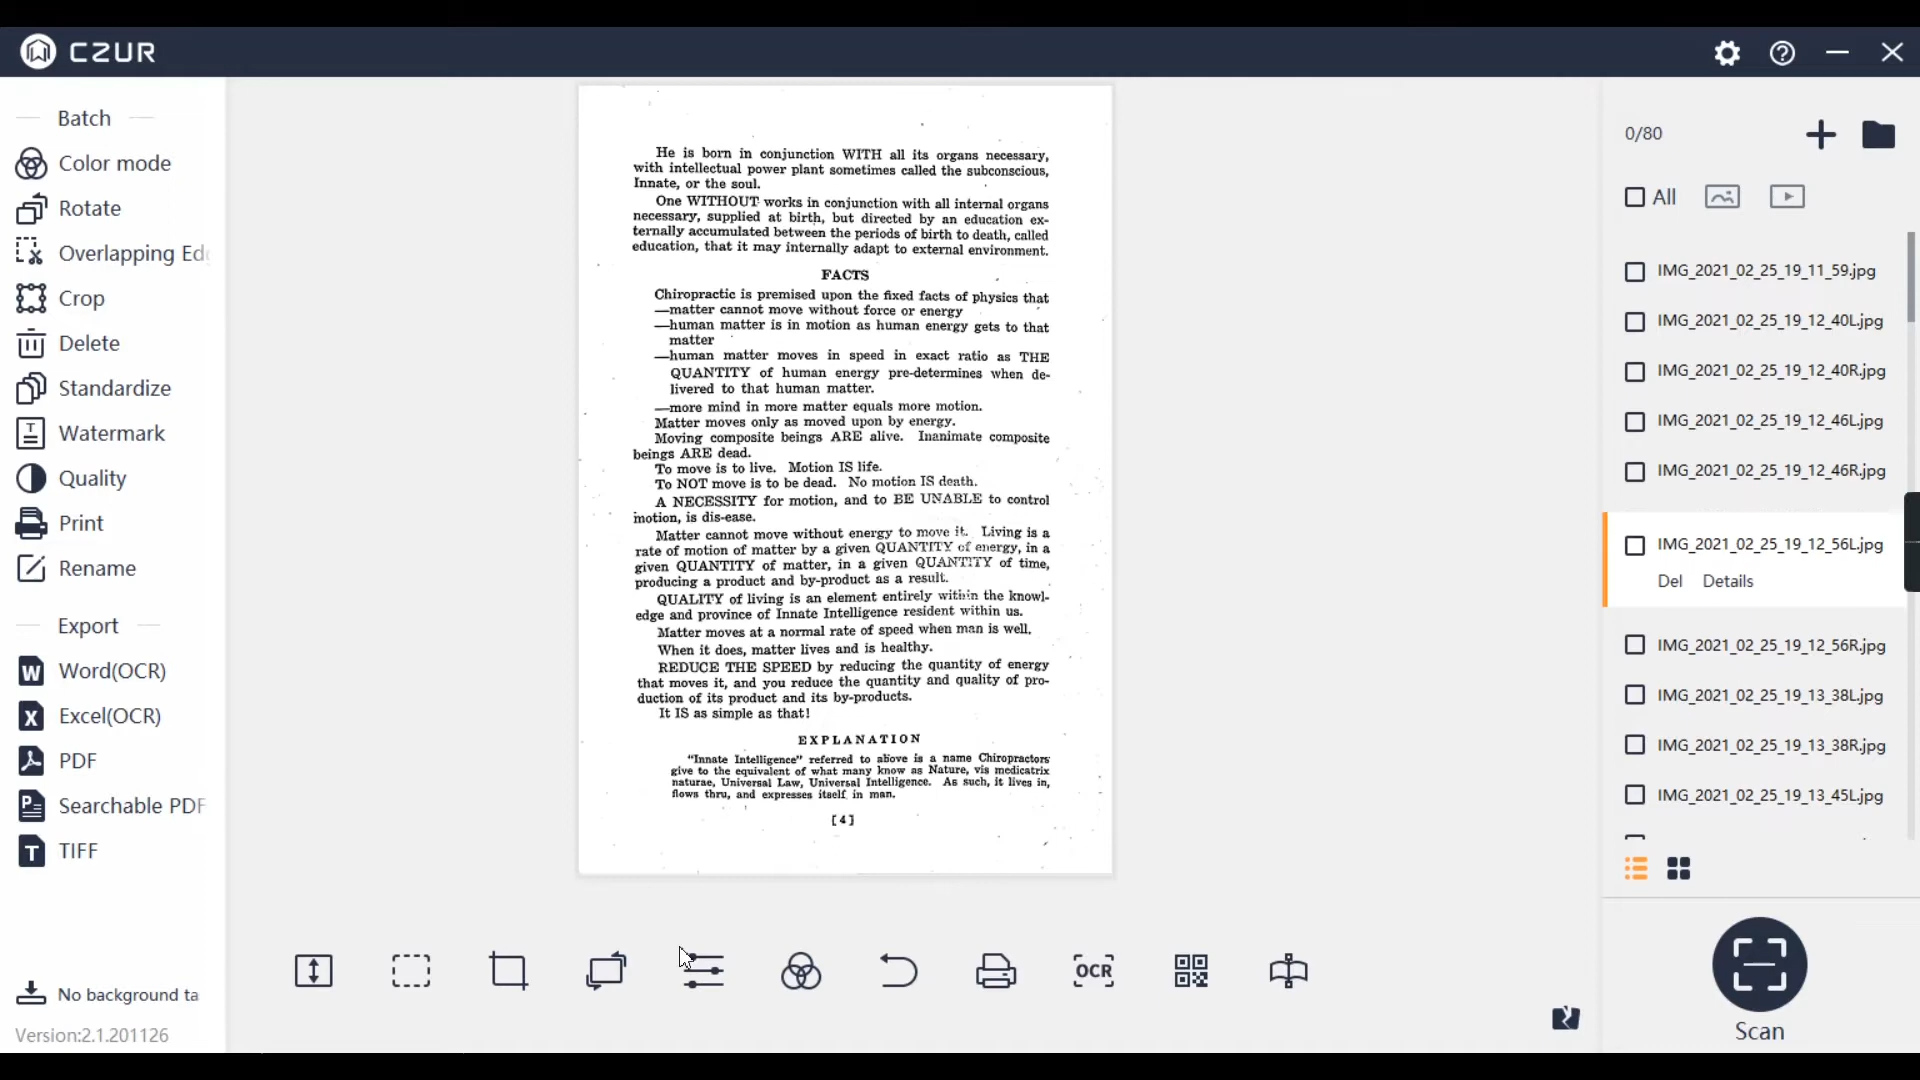 CZUR
Batch
Color mode
Rotate
Overlapping Ed
Crop
Delete
Standardize
Watermark
Quality
Print
Rename
Export
Word(OCR)
Excel(OCR)
PDF
Searchable PDF
TIFF
No background ta
Version:2.1.201126
He is born in conjunction WITH all its organs necessary,
with intellectual power plant sometimes called the subconscious,
Innate, or the soul.
One WITHOUT works in conjunction with all internal organs
necessary, supplied at birth, but directed by an education ex-
ternally accumulated between the periods of birth to death, called
education, that it may internally adapt to external environment.
FACTS
Chiropractic is premised upon the fixed facts of physics that
—matter cannot move without force or energy
—human matter is in motion as human energy gets to that
matter
—human matter moves in speed in exact ratio as THE
QUANTITY of human energy pre-determines when de-
livered to that human matter.
—more mind in more matter equals more motion.
Matter moves only as moved upon by energy.
Moving composite beings ARE alive. Inanimate composite
beings ARE dead.
To move is to live. Motion IS life.
To NOT move is to be dead. No motion IS death.
A NECESSITY for motion, and to BE UNABLE to control
motion, is dis-ease.
Matter cannot move without energy to move it. Living is a
rate of motion of matter by a given QUANTITY of energy, in a
given QUANTITY of matter, in a given QUANTITY of time,
producing a product and by-product as a result.
QUALITY of living is an element entirely within the knowl-
edge and province of Innate Intelligence resident within us.
Matter moves at a normal rate of speed when man is well.
When it does, matter lives and is healthy.
REDUCE THE SPEED by reducing the quantity of energy
that moves it, and you reduce the quantity and quality of pro-
duction of its product and its by-products.
It IS as simple as that!
EXPLANATION
"Innate Intelligence" referred to above is a name Chiropractors
give to the equivalent of what many know as Nature, vis medicatrix
naturae, Universal Law, Universal Intelligence. As such, it lives in,
flows thru, and expresses itself in man.
[4]
OCR
0/80
All
IMG_2021_02_25_19_11_59.jpg
IMG_2021_02_25_19_12_40L.jpg
IMG_2021_02_25_19_12_40R.jpg
IMG_2021_02_25_19_12_46L.jpg
IMG_2021_02_25_19_12_46R.jpg
IMG_2021_02_25_19_12_56L.jpg
Del Details
IMG_2021_02_25_19_12_56R.jpg
IMG_2021_02_25_19_13_38L.jpg
IMG_2021_02_25_19_13_38R.jpg
IMG_2021_02_25_19_13_45L.jpg
Scan